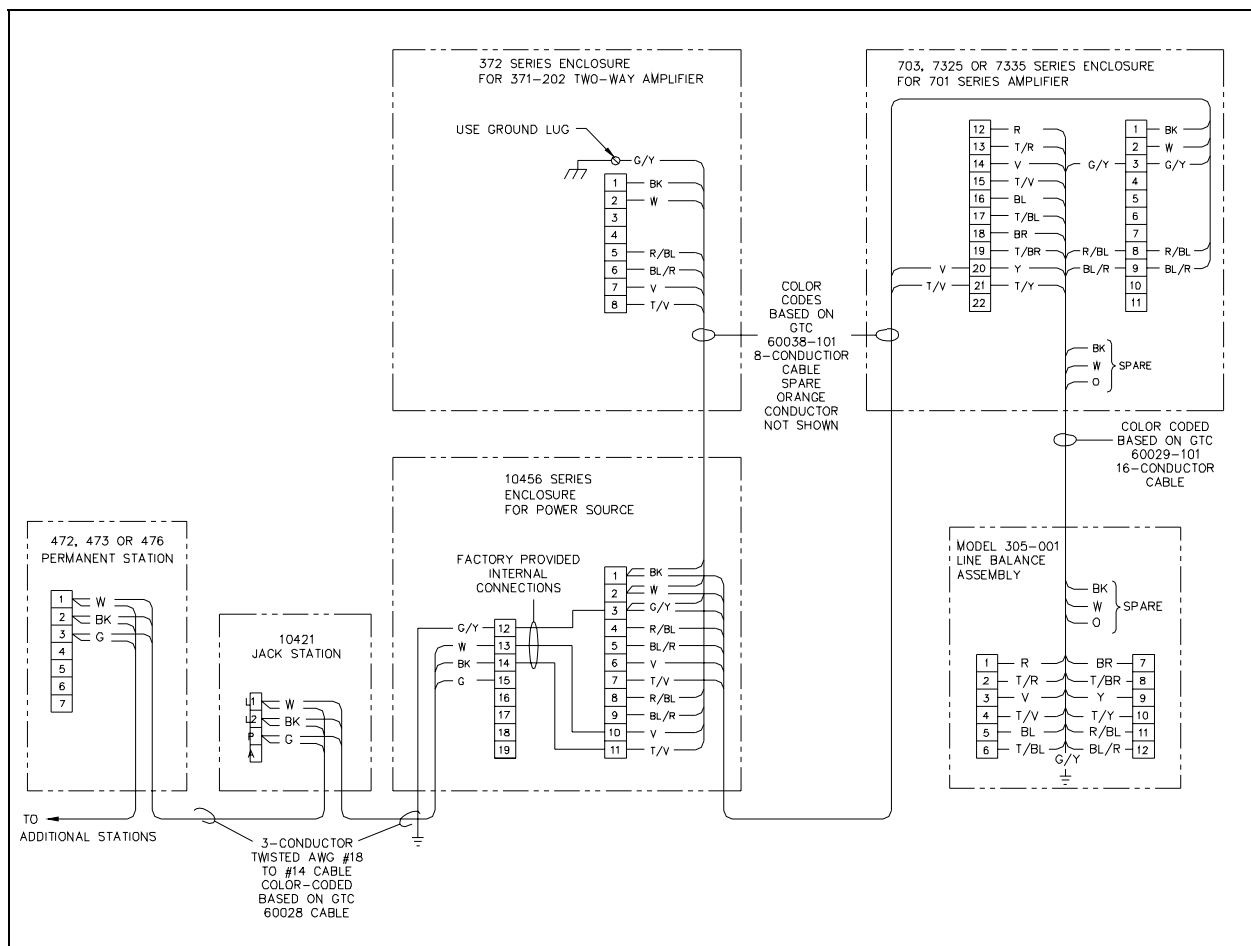 372 SERIES ENCLOSURE
FOR 371-202 TWO-WAY AMPLIFIER
USE GROUND LUG
G/Y
1 BK
2 W
3
4
5 R/BL
6 BL/R
7 V
8 T/V
703, 7325 OR 7335 SERIES ENCLOSURE
FOR 701 SERIES AMPLIFIER
12 R
13 T/R
14 V
15 T/V
16 BL
17 T/BL
18 BR
19 T/BR
V 20 Y
T/V 21 T/Y
22
1 BK
2 W
G/Y 3 G/Y
4
5
6
7
R/BL 8 R/BL
BL/R 9 BL/R
10
11
BK
W
O
SPARE
COLOR
CODES
BASED ON
GTC
60038-101
8-CONDUCTIOR
CABLE
SPARE
ORANGE
CONDUCTOR
NOT SHOWN
COLOR CODED
BASED ON GTC
60029-101
16-CONDUCTOR
CABLE
10456 SERIES
ENCLOSURE
FOR POWER SOURCE
FACTORY PROVIDED
INTERNAL
CONNECTIONS
G/Y 12
W 13
BK 14
G 15
16
17
18
19
1 BK
2 W
3 G/Y
4 R/BL
5 BL/R
6 V
7 T/V
8 R/BL
9 BL/R
10 V
11 T/V
472, 473 OR 476
PERMANENT STATION
1 W
2 BK
3 G
4
5
6
7
10421
JACK STATION
L1 W
L2 BK
P G
A
MODEL 305-001
LINE BALANCE
ASSEMBLY
BK
W
O
SPARE
1 R BR 7
2 T/R T/BR 8
3 V Y 9
4 T/V T/Y 10
5 BL R/BL 11
6 T/BL BL/R 12
G/Y
TO
ADDITIONAL STATIONS
3-CONDUCTOR
TWISTED AWG #18
TO #14 CABLE
COLOR-CODED
BASED ON GTC
60028 CABLE